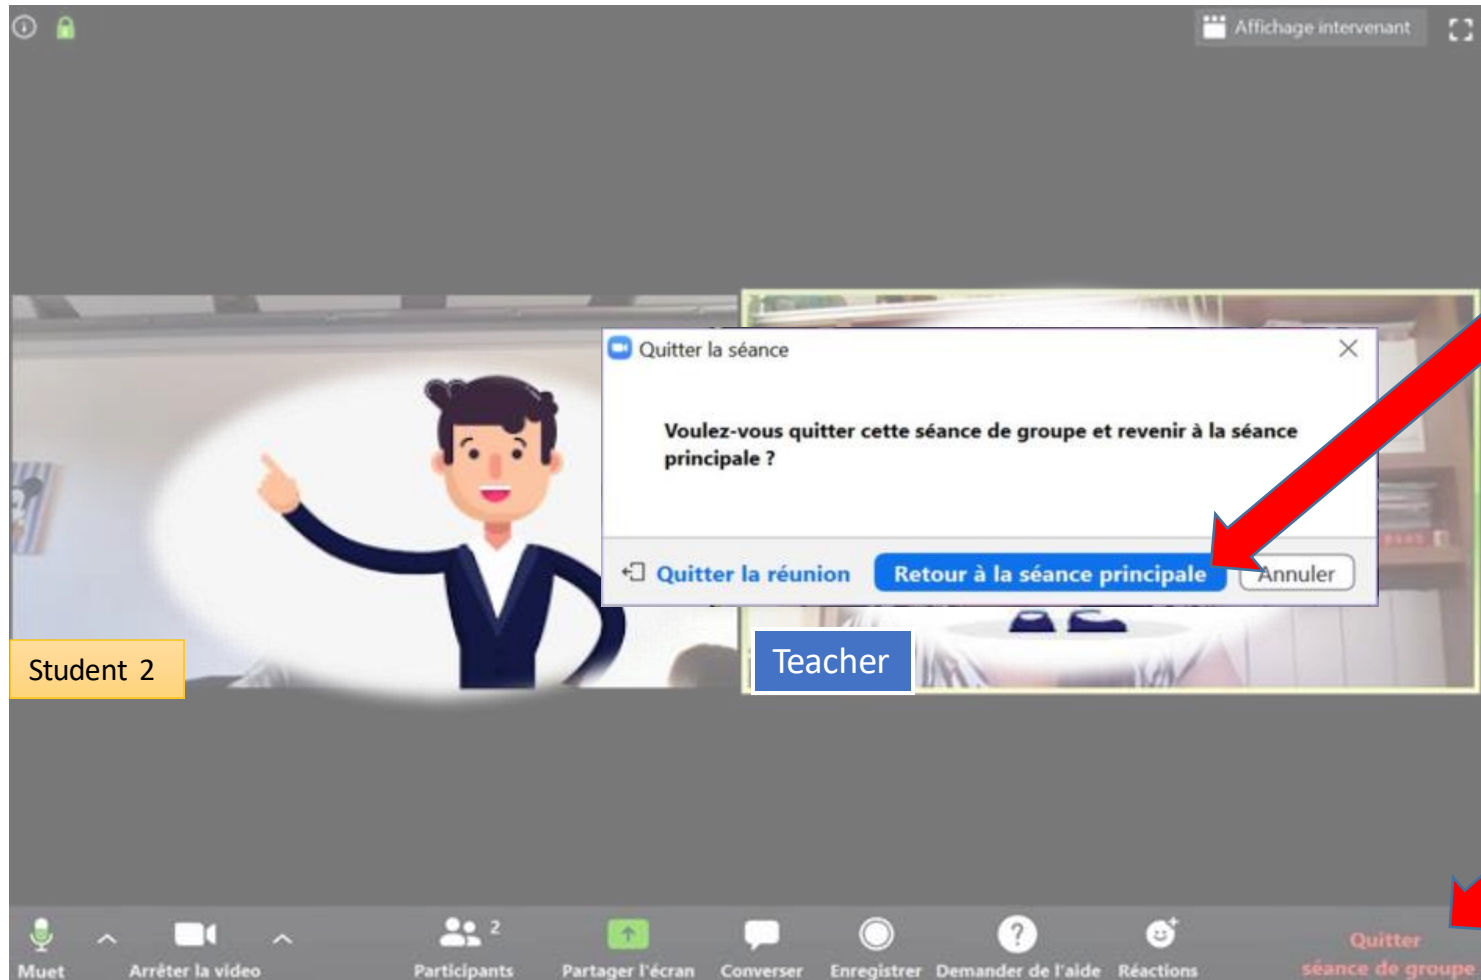 Affichage intervenant
Quitter la séance
Voulez-vous quitter cette séance de groupe et revenir à la séance
principale ?
Quitter la réunion
Retour à la séance principale
Annuler
Student 2
Teacher
2
Muet
Arrêter la video
Participants
Partager l'écran
Converser
Enregistrer
Demander de l'aide
Réactions
Quitter
séance de groupe